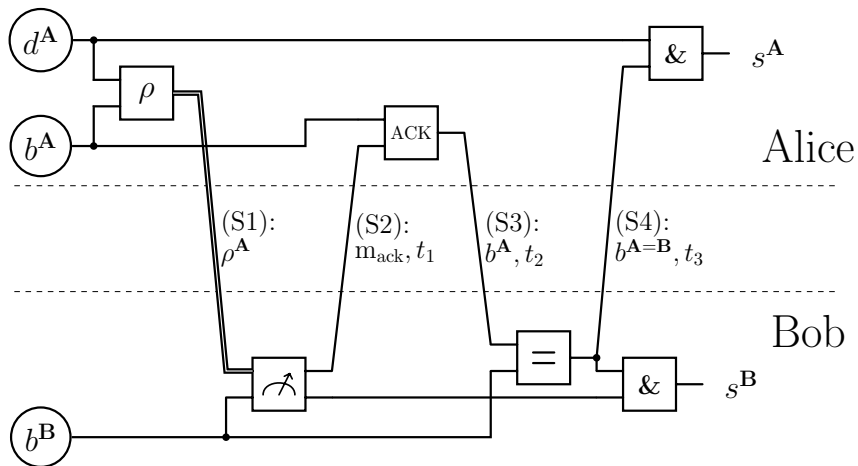 d^A
&
s^A
ρ
b^A
ACK
Alice
(S1):
ρ^A
(S2):
m_ack, t_1
(S3):
b^A, t_2
(S4):
b^{A=B}, t_3
Bob
=
&
s^B
b^B